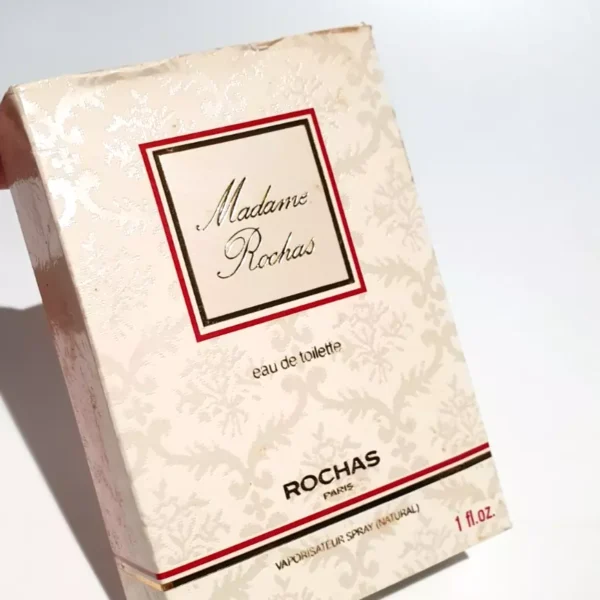 Madame
Rochas
eau de toilette
ROCHAS
PARIS
VAPORISATEUR SPRAY (NATURAL)
1 fl.oz.